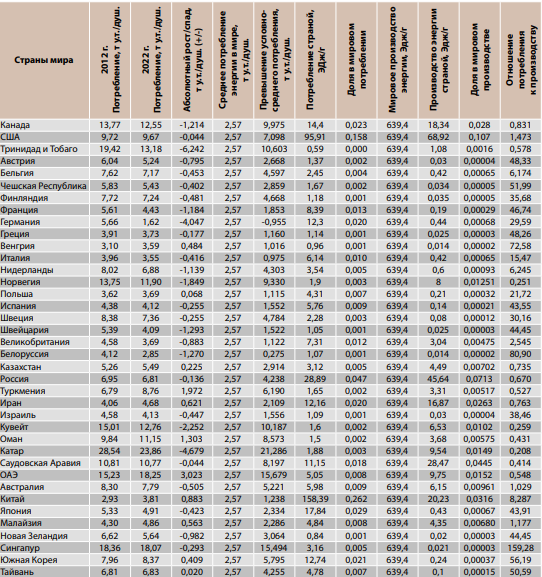 Страны мира | 2012 г. Потребление, т у.т./душ. | 2022 г. Потребление, т у.т./душ. | Абсолютный рост/спад, т у.т./душ. (+/-) | Среднее потребление энергии в мире, т у.т./душ. | Превышение условно-среднего потребления, т у.т./душ. | Потребление страной, Эдж/г | Доля в мировом потреблении | Мировое производство энергии, Эдж/г | Производство энергии страной, Эдж/г | Доля в мировом производстве | Отношение потребления к производству
Канада 13,77 12,55 -1,214 2,57 9,975 14,4 0,023 639,4 18,34 0,028 0,831
США 9,72 9,67 -0,044 2,57 7,098 95,91 0,158 639,4 68,92 0,107 1,473
Тринидад и Тобаго 19,42 13,18 -6,242 2,57 10,603 0,59 0,000 639,4 1,08 0,0016 0,578
Австрия 6,04 5,24 -0,795 2,57 2,668 1,37 0,002 639,4 0,03 0,00004 48,33
Бельгия 7,62 7,17 -0,453 2,57 4,597 2,45 0,004 639,4 0,42 0,00065 6,174
Чешская Республика 5,83 5,43 -0,402 2,57 2,859 1,67 0,002 639,4 0,034 0,00005 51,99
Финляндия 7,72 7,24 -0,481 2,57 4,668 1,18 0,001 639,4 0,035 0,00005 35,68
Франция 5,61 4,43 -1,184 2,57 1,853 8,39 0,013 639,4 0,19 0,00029 46,74
Германия 5,66 1,62 -4,047 2,57 -0,955 12,3 0,020 639,4 0,44 0,00068 29,59
Греция 3,91 3,73 -0,177 2,57 1,160 1,14 0,001 639,4 0,025 0,00003 48,26
Венгрия 3,10 3,59 0,484 2,57 1,016 0,96 0,001 639,4 0,014 0,00002 72,58
Италия 3,96 3,55 -0,416 2,57 0,975 6,14 0,010 639,4 0,42 0,00065 15,47
Нидерланды 8,02 6,88 -1,139 2,57 4,303 3,54 0,005 639,4 0,6 0,00093 6,245
Норвегия 13,75 11,90 -1,849 2,57 9,330 1,9 0,003 639,4 8 0,01251 0,251
Польша 3,62 3,69 0,068 2,57 1,115 4,31 0,007 639,4 0,21 0,00032 21,72
Испания 4,38 4,12 -0,255 2,57 1,552 5,76 0,009 639,4 0,14 0,00021 43,55
Швеция 8,38 7,36 -0,255 2,57 4,784 2,28 0,003 639,4 0,08 0,00012 30,16
Швейцария 5,39 4,09 -1,293 2,57 1,522 1,05 0,001 639,4 0,025 0,00003 44,45
Великобритания 4,58 3,69 -0,883 2,57 1,122 7,31 0,012 639,4 3,04 0,00475 2,545
Белоруссия 4,12 2,85 -1,270 2,57 0,275 1,07 0,001 639,4 0,014 0,00002 80,90
Казахстан 5,26 5,49 0,225 2,57 2,914 3,12 0,005 639,4 4,49 0,00702 0,735
Россия 6,95 6,81 -0,136 2,57 4,238 28,89 0,047 639,4 45,64 0,0713 0,670
Туркмения 6,79 8,76 1,972 2,57 6,190 1,65 0,002 639,4 3,31 0,00517 0,527
Иран 4,06 4,68 0,621 2,57 2,109 12,16 0,020 639,4 16,87 0,0263 0,763
Израиль 4,58 4,13 -0,447 2,57 1,556 1,09 0,001 639,4 0,03 0,00004 38,46
Кувейт 15,01 12,76 -2,252 2,57 10,187 1,6 0,002 639,4 6,53 0,0102 0,259
Оман 9,84 11,15 1,303 2,57 8,573 1,5 0,002 639,4 3,68 0,00575 0,431
Катар 28,54 23,86 -4,679 2,57 21,286 1,88 0,003 639,4 9,54 0,0149 0,208
Саудовская Аравия 10,81 10,77 -0,044 2,57 8,197 11,15 0,018 639,4 28,47 0,0445 0,414
ОАЭ 15,23 18,25 3,023 2,57 15,679 5,05 0,008 639,4 9,75 0,0152 0,548
Австралия 8,30 7,79 -0,505 2,57 5,221 5,98 0,009 639,4 6,15 0,00961 1,029
Китай 2,93 3,81 0,883 2,57 1,238 158,39 0,262 639,4 20,23 0,0316 8,287
Япония 5,33 4,91 -0,423 2,57 2,334 17,84 0,029 639,4 0,43 0,00067 43,91
Малайзия 4,30 4,86 0,563 2,57 2,286 4,84 0,008 639,4 4,35 0,00680 1,177
Новая Зеландия 6,62 5,64 -0,982 2,57 3,064 0,84 0,001 639,4 0,02 0,00003 44,45
Сингапур 18,36 18,07 -0,293 2,57 15,494 3,16 0,005 639,4 0,021 0,00003 159,28
Южная Корея 7,96 8,37 0,409 2,57 5,795 12,74 0,021 639,4 0,24 0,00037 56,19
Тайвань 6,81 6,83 0,020 2,57 4,255 4,78 0,007 639,4 0,1 0,00015 50,59